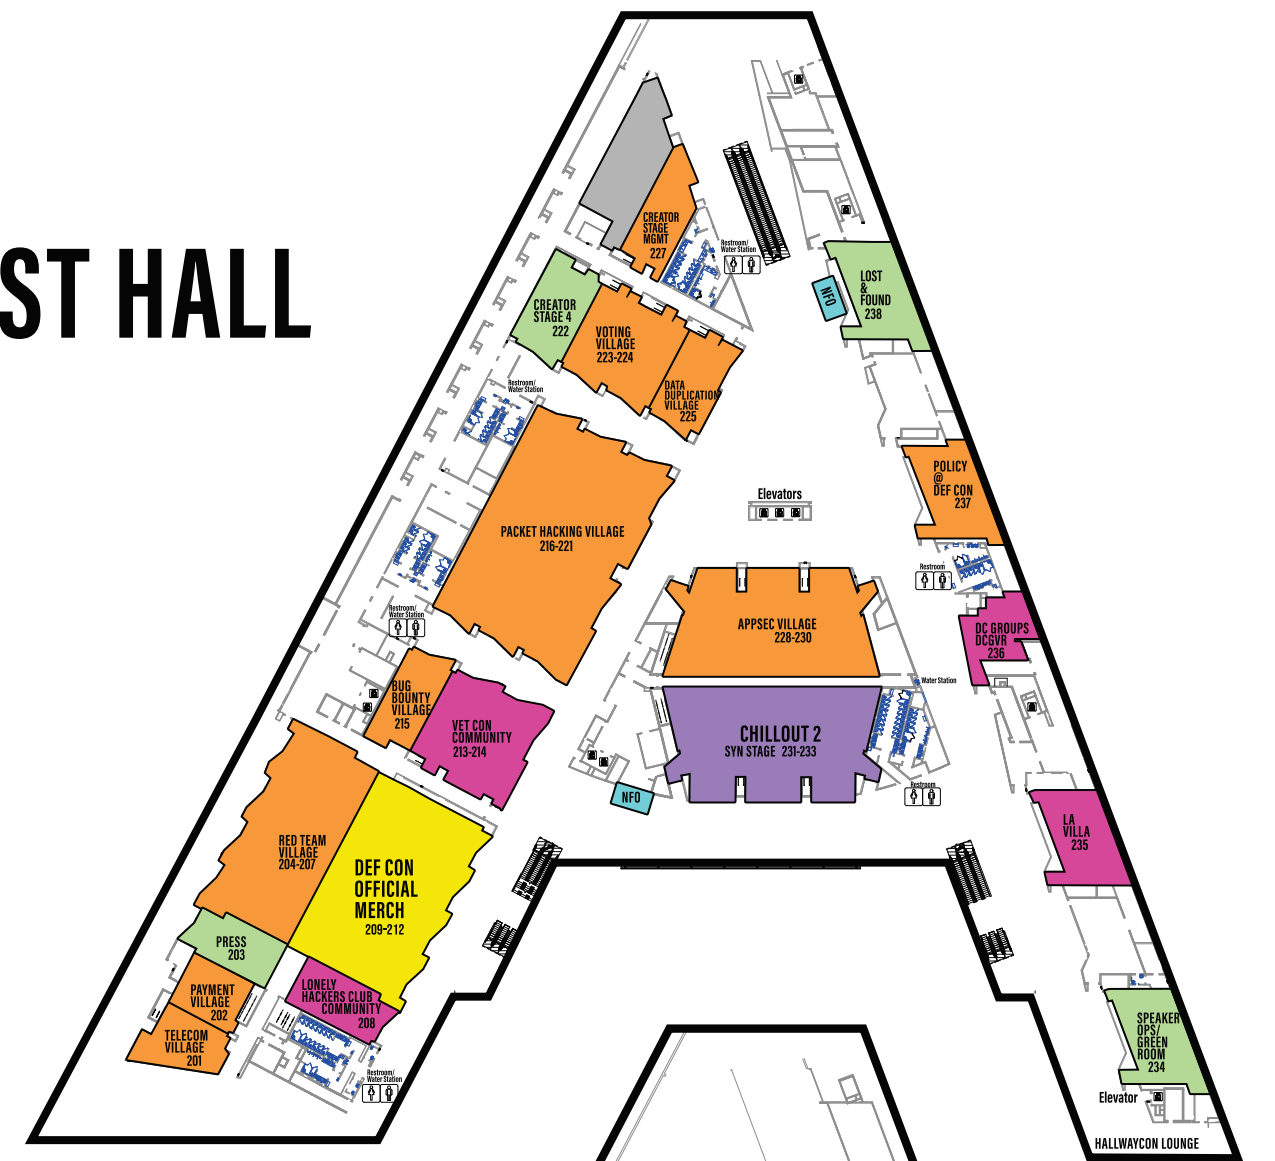 ST HALL
CREATOR
STAGE
MGMT
227
Restroom/
Water Station
LOST
&
FOUND
238
NFO
CREATOR
STAGE 4
222
VOTING
VILLAGE
223-224
DATA
DUPLICATION
VILLAGE
225
Restroom/
Water Station
POLICY
@
DEF CON
237
Elevators
PACKET HACKING VILLAGE
216-221
Restroom
Restroom/
Water Station
APPSEC VILLAGE
228-230
DC GROUPS
DCGVR
236
Water Station
BUG
BOUNTY
VILLAGE
215
VET CON
COMMUNITY
213-214
CHILLOUT 2
SYN STAGE 231-233
NFO
Restroom
LA
VILLA
235
RED TEAM
VILLAGE
204-207
DEF CON
OFFICIAL
MERCH
209-212
PRESS
203
PAYMENT
VILLAGE
202
LONELY
HACKERS CLUB
COMMUNITY
208
TELECOM
VILLAGE
201
Restroom/
Water Station
SPEAKER
OPS/
GREEN
ROOM
234
Elevator
HALLWAYCON LOUNGE